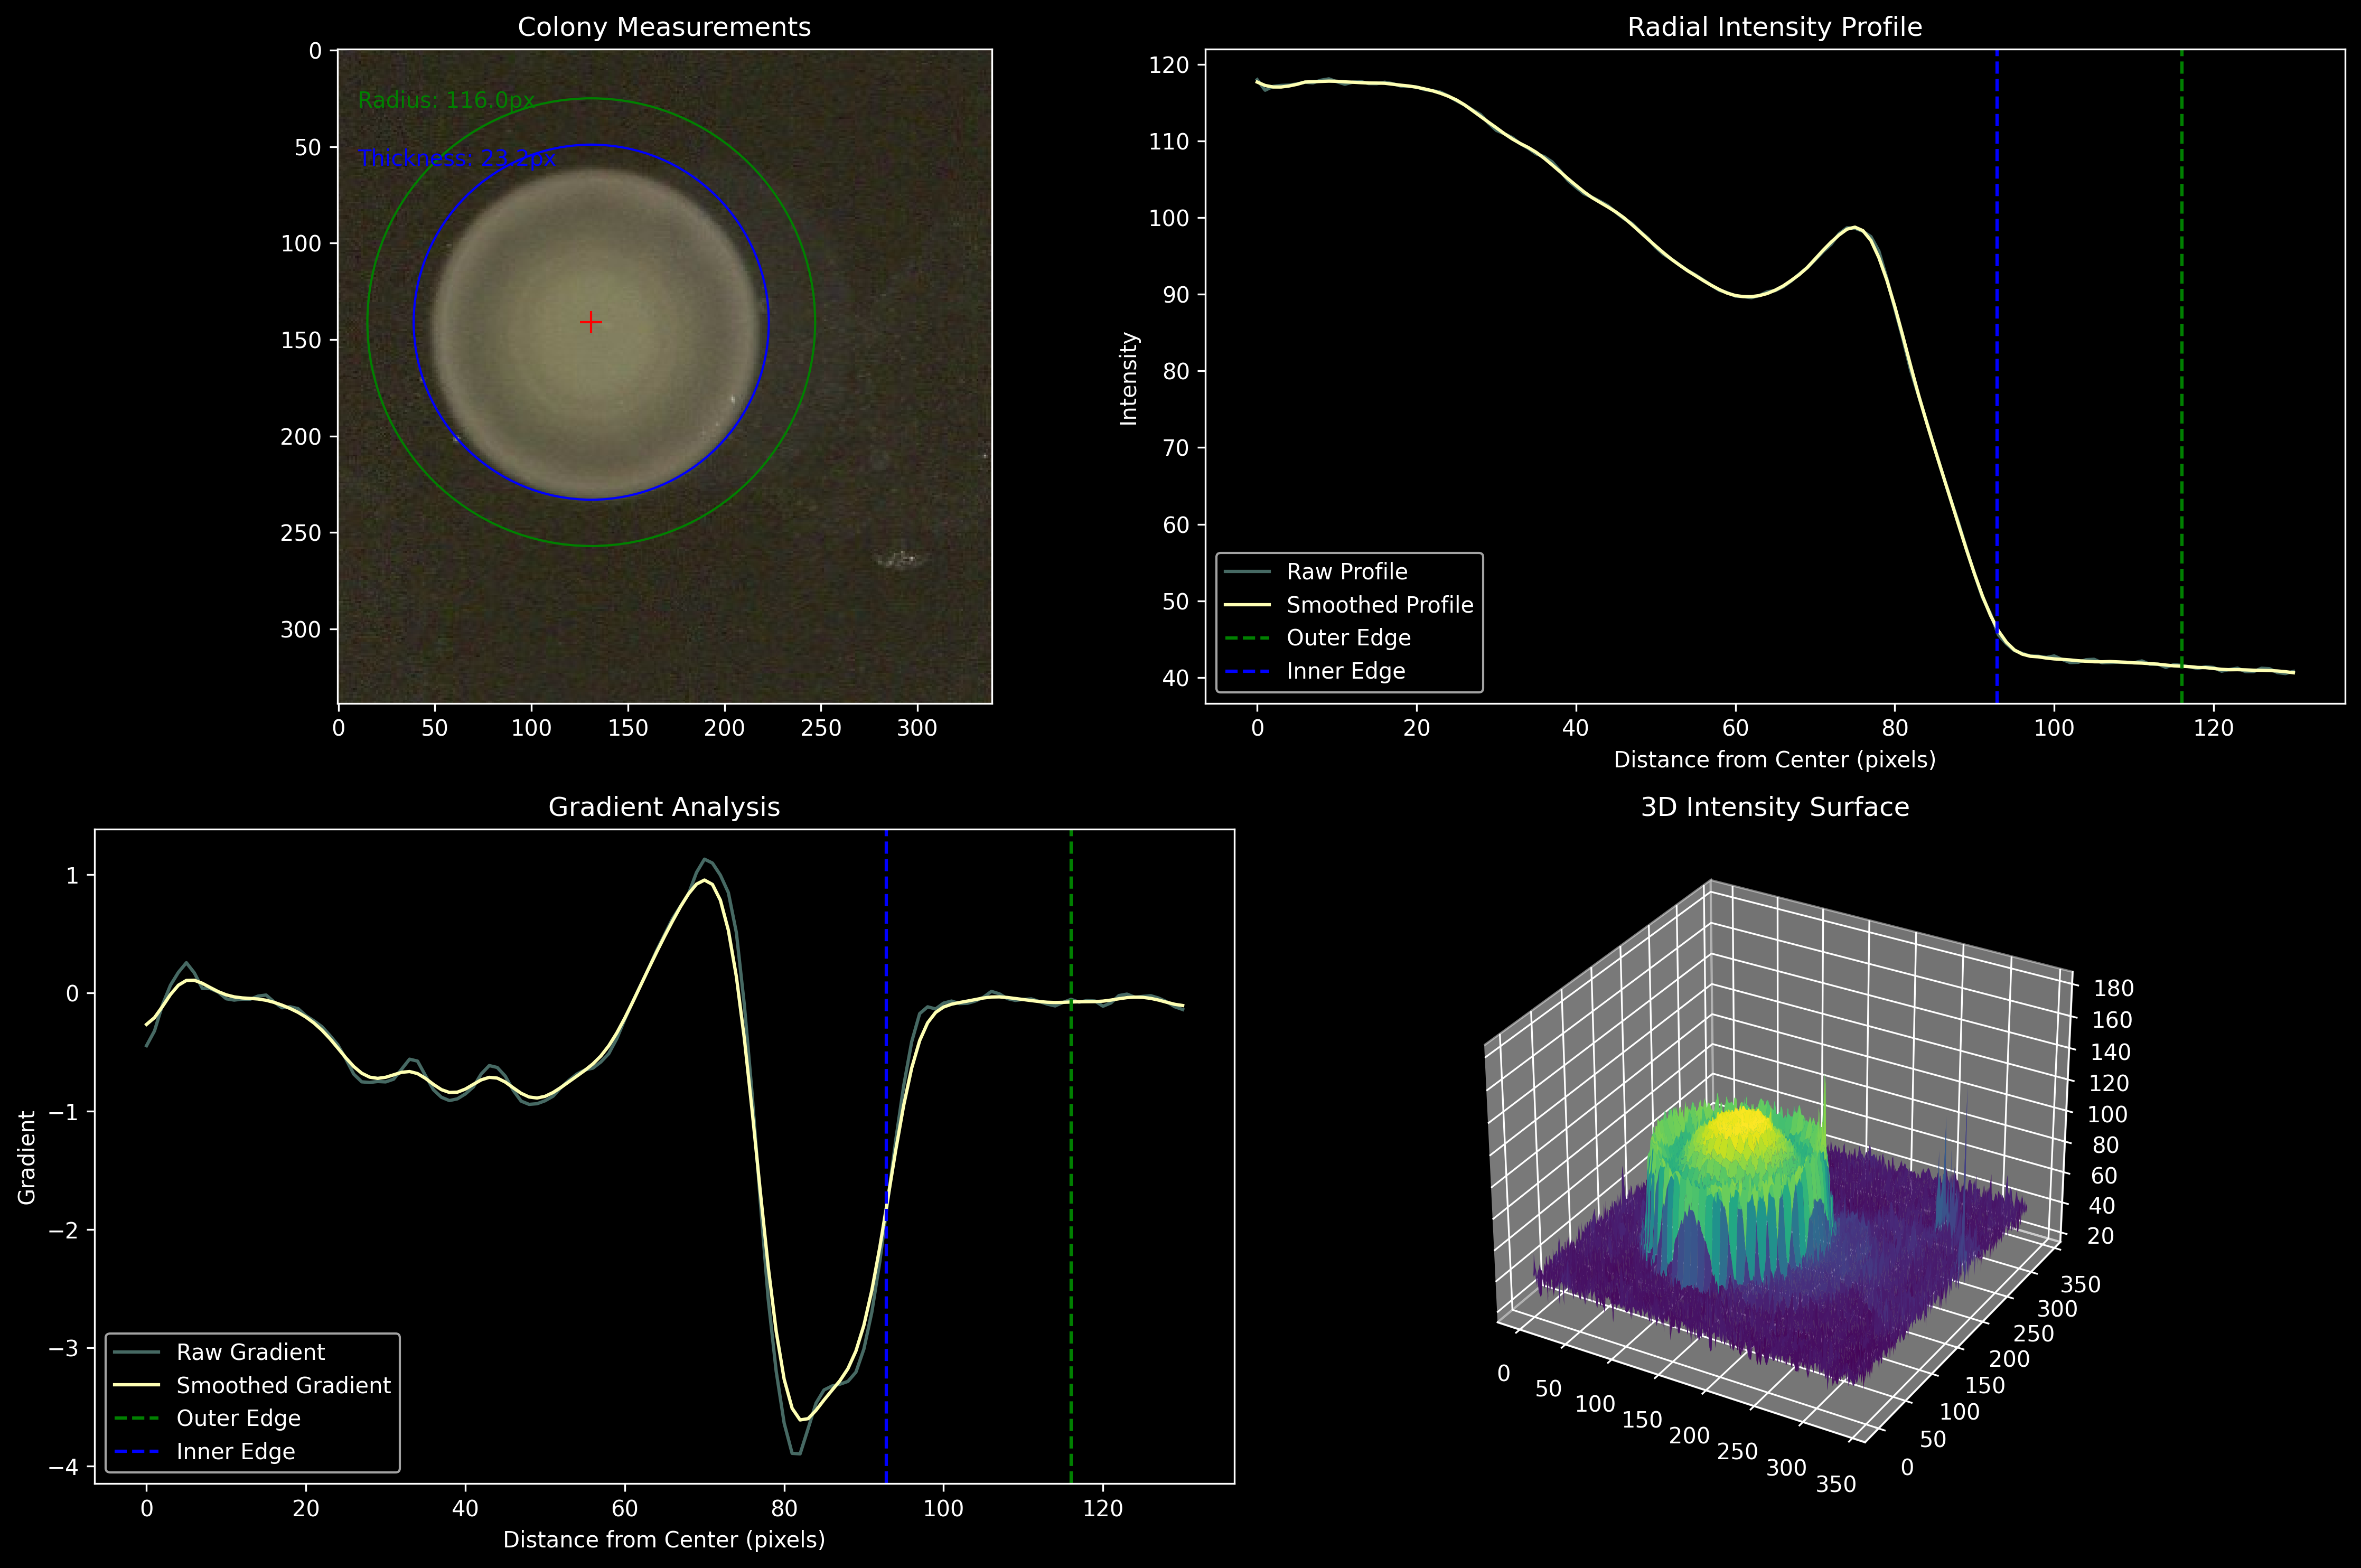 Colony Measurements
0
50
100
150
200
250
300
Radius: 116.0px
Thickness: 23.2px
0 50 100 150 200 250 300
Radial Intensity Profile
Intensity
120
110
100
90
80
70
60
50
40
Raw Profile
Smoothed Profile
Outer Edge
Inner Edge
0 20 40 60 80 100 120
Distance from Center (pixels)
Gradient Analysis
Gradient
1
0
−1
−2
−3
−4
Raw Gradient
Smoothed Gradient
Outer Edge
Inner Edge
0 20 40 60 80 100 120
Distance from Center (pixels)
3D Intensity Surface
180
160
140
120
100
80
60
40
20
350
300
250
200
150
100
50
0
0 50 100 150 200 250 300 350